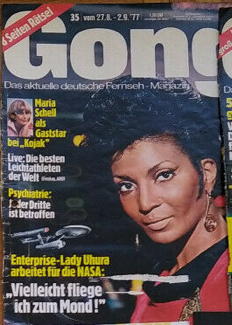 6 Seiten Rätsel
35 vom 27.8. - 2.9.'77
Gong
Das aktuelle deutsche Fernseh-Magazin
Maria
Schell
als
Gaststar
bei „Kojak"
Live: Die besten
Leichtathleten
der Welt
Psychiatrie:
Jeder Dritte
ist betroffen
Enterprise-Lady Uhura
arbeitet für die NASA:
„Vielleicht fliege
ich zum Mond!"